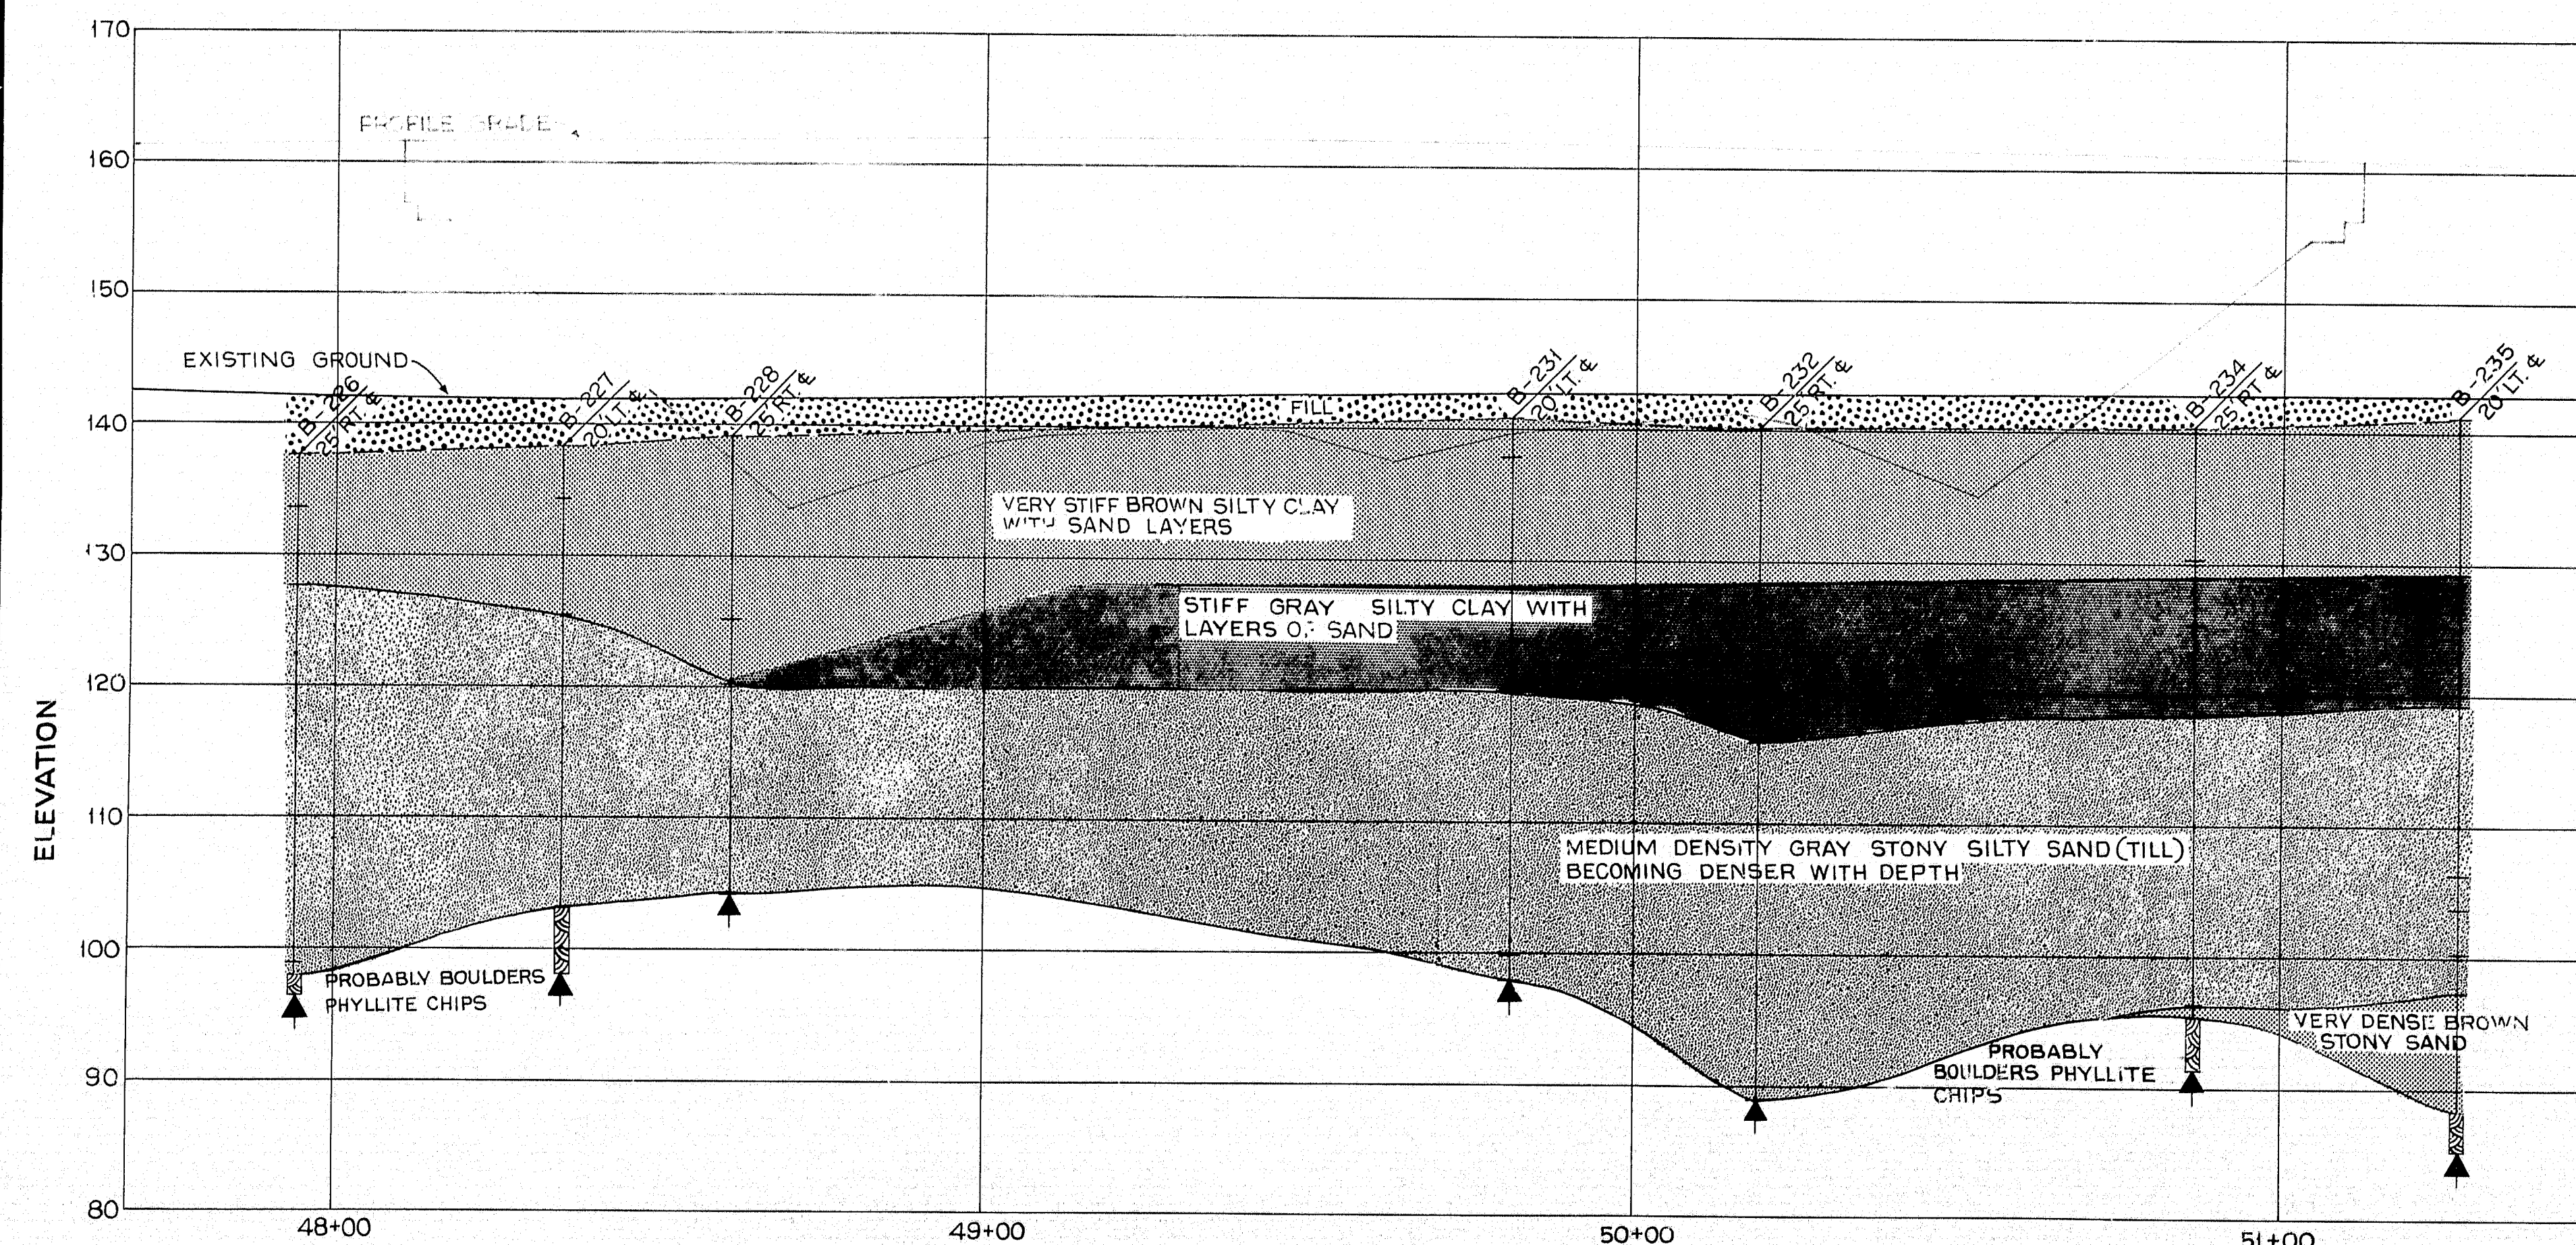 170
PROFILE GRADE
160
150
EXISTING GROUND
B-226
25 RT. ℄
B-227
20 LT. ℄
B-228
25 RT. ℄
B-231
20' LT. ℄
B-232
25 RT. ℄
B-234
25 RT ℄
B-235
20' LT. ℄
140
FILL
VERY STIFF BROWN SILTY CLAY
WITH SAND LAYERS
130
STIFF GRAY SILTY CLAY WITH
LAYERS OF SAND
120
ELEVATION
110
MEDIUM DENSITY GRAY STONY SILTY SAND (TILL)
BECOMING DENSER WITH DEPTH
100
PROBABLY BOULDERS
PHYLLITE CHIPS
VERY DENSE BROWN
STONY SAND
PROBABLY
BOULDERS PHYLLITE
CHIPS
90
80
48+00
49+00
50+00
51+00